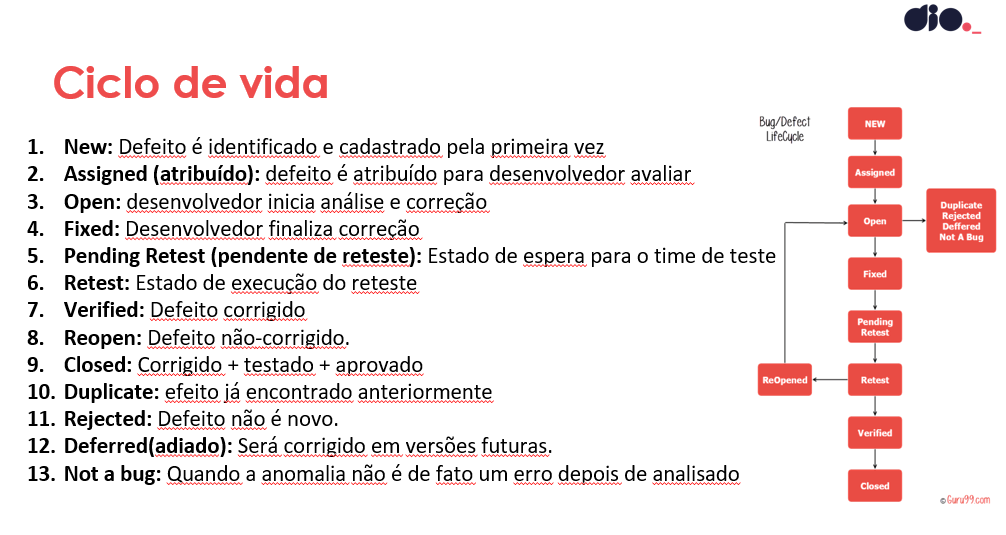 dio._
Ciclo de vida
1. New: Defeito é identificado e cadastrado pela primeira vez
2. Assigned (atribuído): defeito é atribuído para desenvolvedor avaliar
3. Open: desenvolvedor inicia análise e correção
4. Fixed: Desenvolvedor finaliza correção
5. Pending Retest (pendente de reteste): Estado de espera para o time de teste
6. Retest: Estado de execução do reteste
7. Verified: Defeito corrigido
8. Reopen: Defeito não-corrigido.
9. Closed: Corrigido + testado + aprovado
10. Duplicate: efeito já encontrado anteriormente
11. Rejected: Defeito não é novo.
12. Deferred(adiado): Será corrigido em versões futuras.
13. Not a bug: Quando a anomalia não é de fato um erro depois de analisado
Bug/Defect
LifeCycle
NEW
Assigned
Open
Duplicate
Rejected
Deffered
Not A Bug
Fixed
Pending
Retest
ReOpened
Retest
Verified
Closed
© Guru99.com